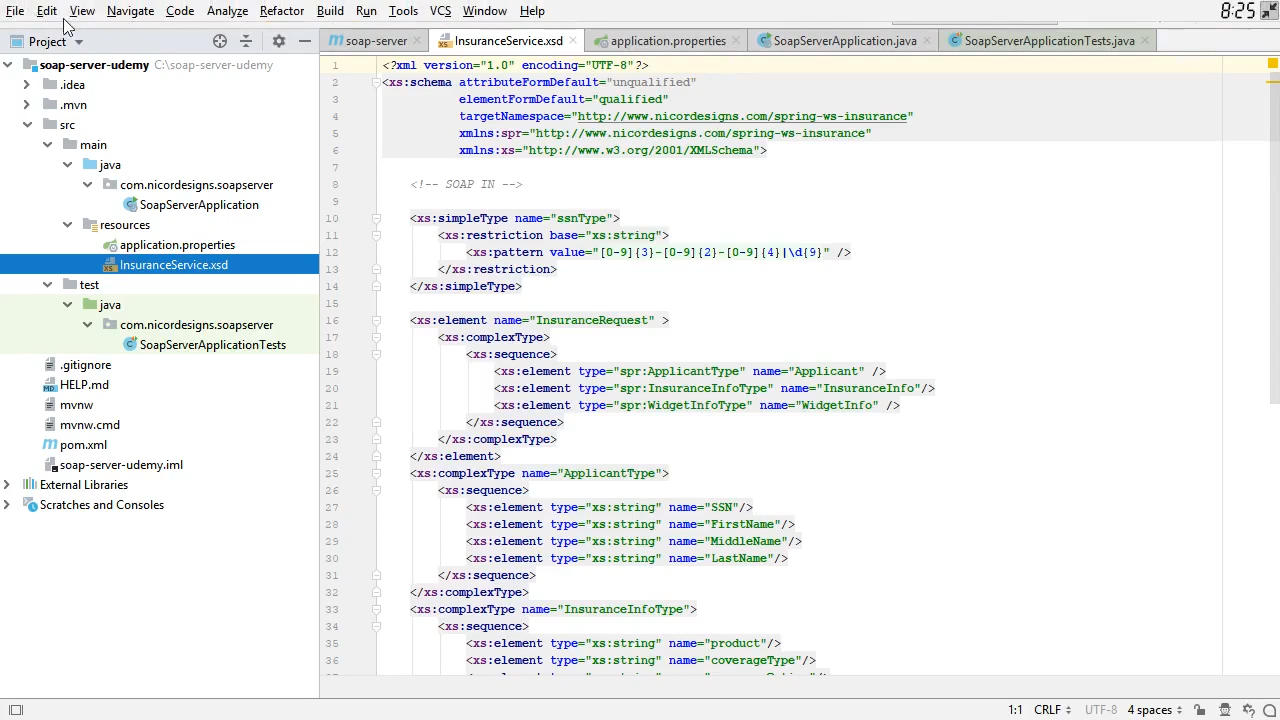 File Edit View Navigate Code Analyze Refactor Build Run Tools VCS Window Help 8:25
Project soap-server InsuranceService.xsd application.properties SoapServerApplication.java SoapServerApplicationTests.java
soap-server-udemy C:\soap-server-udemy
.idea
.mvn
src
main
java
com.nicordesigns.soapserver
SoapServerApplication
resources
application.properties
InsuranceService.xsd
test
java
com.nicordesigns.soapserver
SoapServerApplicationTests
.gitignore
HELP.md
mvnw
mvnw.cmd
pom.xml
soap-server-udemy.iml
External Libraries
Scratches and Consoles
1 <?xml version="1.0" encoding="UTF-8"?>
2 <xs:schema attributeFormDefault="unqualified"
3 elementFormDefault="qualified"
4 targetNamespace="http://www.nicordesigns.com/spring-ws-insurance"
5 xmlns:spr="http://www.nicordesigns.com/spring-ws-insurance"
6 xmlns:xs="http://www.w3.org/2001/XMLSchema">
7
8 <!-- SOAP IN -->
9
10 <xs:simpleType name="ssnType">
11 <xs:restriction base="xs:string">
12 <xs:pattern value="[0-9]{3}-[0-9]{2}-[0-9]{4}|\d{9}" />
13 </xs:restriction>
14 </xs:simpleType>
15
16 <xs:element name="InsuranceRequest" >
17 <xs:complexType>
18 <xs:sequence>
19 <xs:element type="spr:ApplicantType" name="Applicant" />
20 <xs:element type="spr:InsuranceInfoType" name="InsuranceInfo"/>
21 <xs:element type="spr:WidgetInfoType" name="WidgetInfo" />
22 </xs:sequence>
23 </xs:complexType>
24 </xs:element>
25 <xs:complexType name="ApplicantType">
26 <xs:sequence>
27 <xs:element type="xs:string" name="SSN"/>
28 <xs:element type="xs:string" name="FirstName"/>
29 <xs:element type="xs:string" name="MiddleName"/>
30 <xs:element type="xs:string" name="LastName"/>
31 </xs:sequence>
32 </xs:complexType>
33 <xs:complexType name="InsuranceInfoType">
34 <xs:sequence>
35 <xs:element type="xs:string" name="product"/>
36 <xs:element type="xs:string" name="coverageType"/>
1:1 CRLF UTF-8 4 spaces